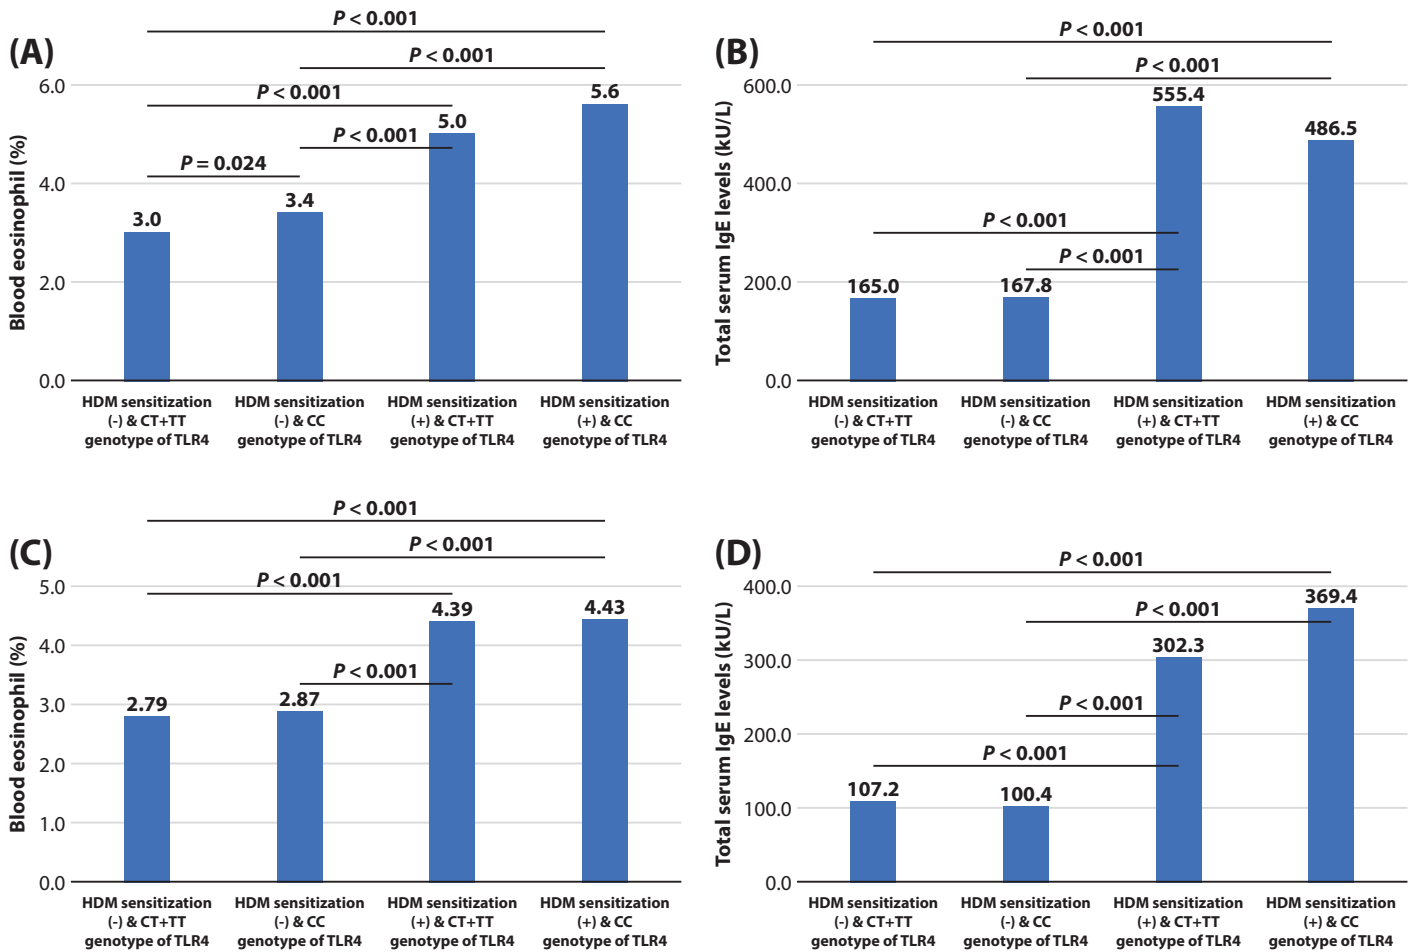 (A)
P < 0.001
P < 0.001
P < 0.001
P < 0.001
P = 0.024
Blood eosinophil (%)
6.0
4.0
2.0
0.0
3.0
3.4
5.0
5.6
HDM sensitization
(-) & CT+TT
genotype of TLR4
HDM sensitization
(-) & CC
genotype of TLR4
HDM sensitization
(+) & CT+TT
genotype of TLR4
HDM sensitization
(+) & CC
genotype of TLR4
(B)
P < 0.001
P < 0.001
P < 0.001
P < 0.001
Total serum IgE levels (kU/L)
600.0
400.0
200.0
0.0
165.0
167.8
555.4
486.5
HDM sensitization
(-) & CT+TT
genotype of TLR4
HDM sensitization
(-) & CC
genotype of TLR4
HDM sensitization
(+) & CT+TT
genotype of TLR4
HDM sensitization
(+) & CC
genotype of TLR4
(C)
P < 0.001
P < 0.001
P < 0.001
P < 0.001
Blood eosinophil (%)
5.0
4.0
3.0
2.0
1.0
0.0
2.79
2.87
4.39
4.43
HDM sensitization
(-) & CT+TT
genotype of TLR4
HDM sensitization
(-) & CC
genotype of TLR4
HDM sensitization
(+) & CT+TT
genotype of TLR4
HDM sensitization
(+) & CC
genotype of TLR4
(D)
P < 0.001
P < 0.001
P < 0.001
P < 0.001
Total serum IgE levels (kU/L)
400.0
300.0
200.0
100.0
0.0
107.2
100.4
302.3
369.4
HDM sensitization
(-) & CT+TT
genotype of TLR4
HDM sensitization
(-) & CC
genotype of TLR4
HDM sensitization
(+) & CT+TT
genotype of TLR4
HDM sensitization
(+) & CC
genotype of TLR4